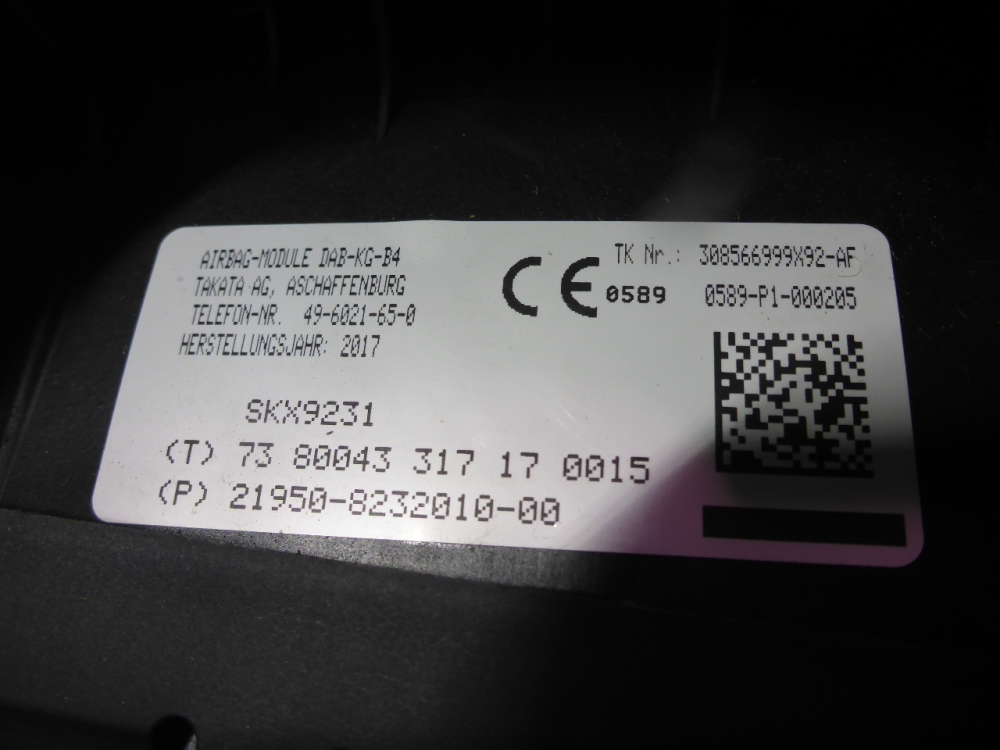 AIRBAG-MODULE DAB-KG-B4
TAKATA AG, ASCHAFFENBURG
TELEFON-NR. 49-6021-65-0
HERSTELLUNGSJAHR: 2017
CE 0589
TK Nr.: 308566999X92-AF
0589-P1-000205
SKX9231
(T) 73 80043 317 17 0015
(P) 21950-8232010-00